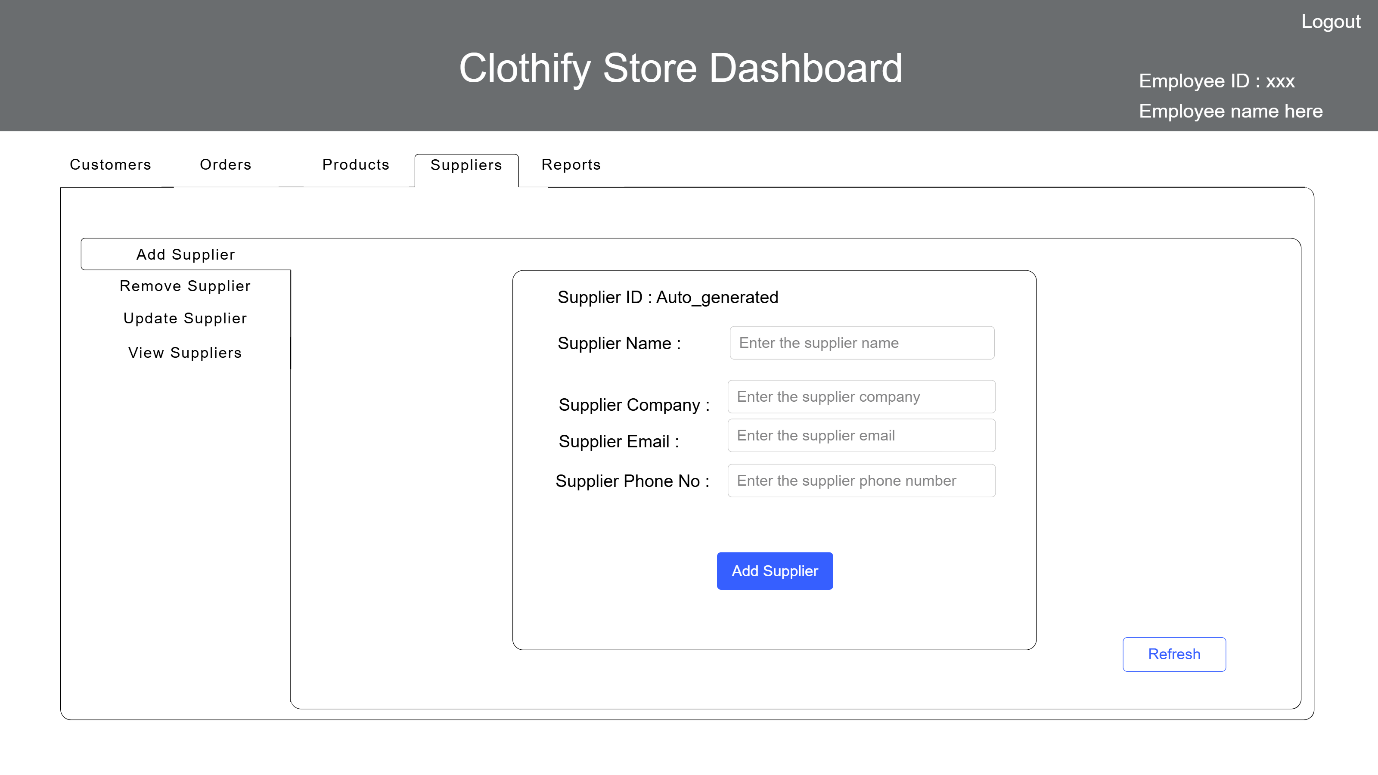 Logout
Clothify Store Dashboard
Employee ID : xxx
Employee name here
Customers Orders Products Suppliers Reports
Add Supplier
Remove Supplier
Update Supplier
View Suppliers
Supplier ID : Auto_generated
Supplier Name : Enter the supplier name
Supplier Company : Enter the supplier company
Supplier Email : Enter the supplier email
Supplier Phone No : Enter the supplier phone number
Add Supplier
Refresh